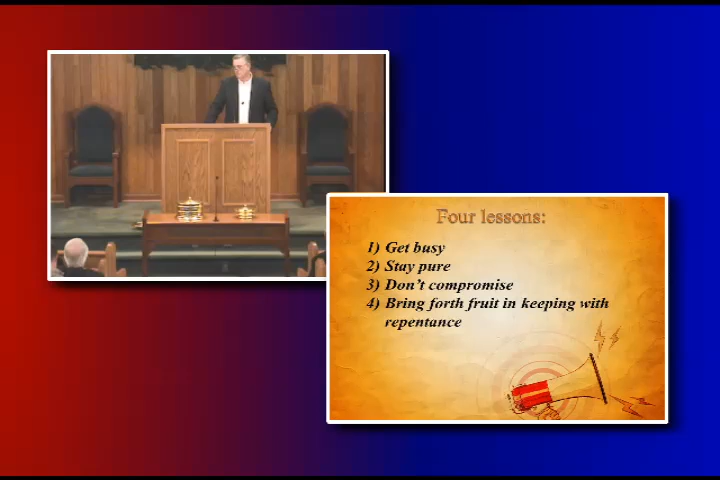 Four lessons:
1) Get busy
2) Stay pure
3) Don't compromise
4) Bring forth fruit in keeping with
repentance